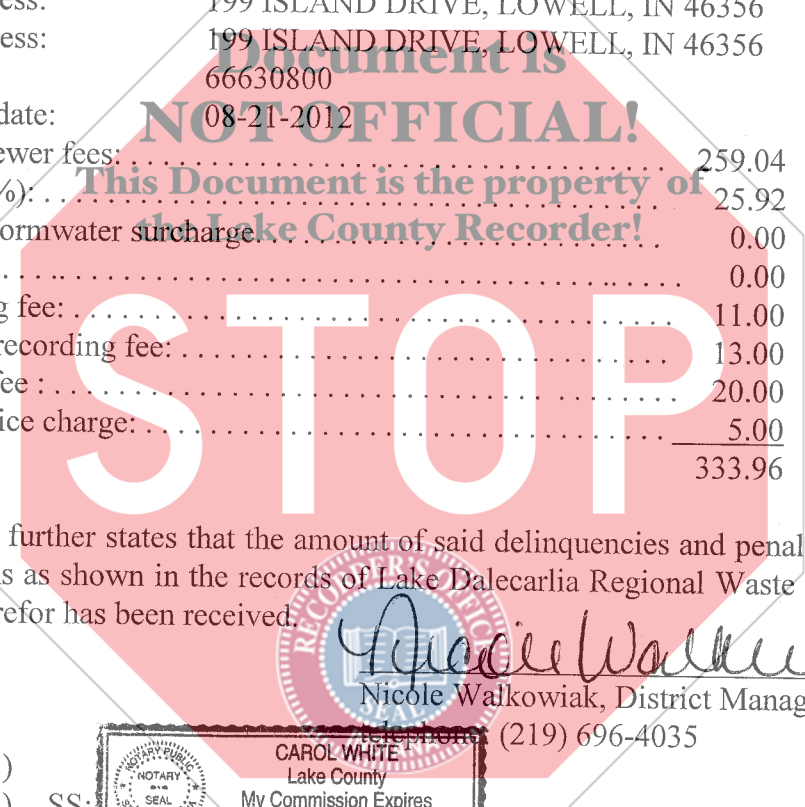 ess: 199 ISLAND DRIVE, LOWELL, IN 46356
ess: 199 ISLAND DRIVE, LOWELL, IN 46356
Document is
66630800
date: 08-21-2012
NOT OFFICIAL!
ewer fees: 259.04
This Document is the property of
%): 25.92
the Lake County Recorder!
ormwater surcharge 0.00
0.00
g fee: 11.00
recording fee: 13.00
fee : 20.00
ice charge: 5.00
333.96
STOP
further states that the amount of said delinquencies and penal
s as shown in the records of Lake Dalecarlia Regional Waste
refor has been received.
RECORDER'S OFFICE
SEAL
Nicole Walkowiak, District Manag
telephone: (219) 696-4035
CAROL WHITE
NOTARY PUBLIC
NOTARY
SEAL
Lake County
My Commission Expires
) SS: